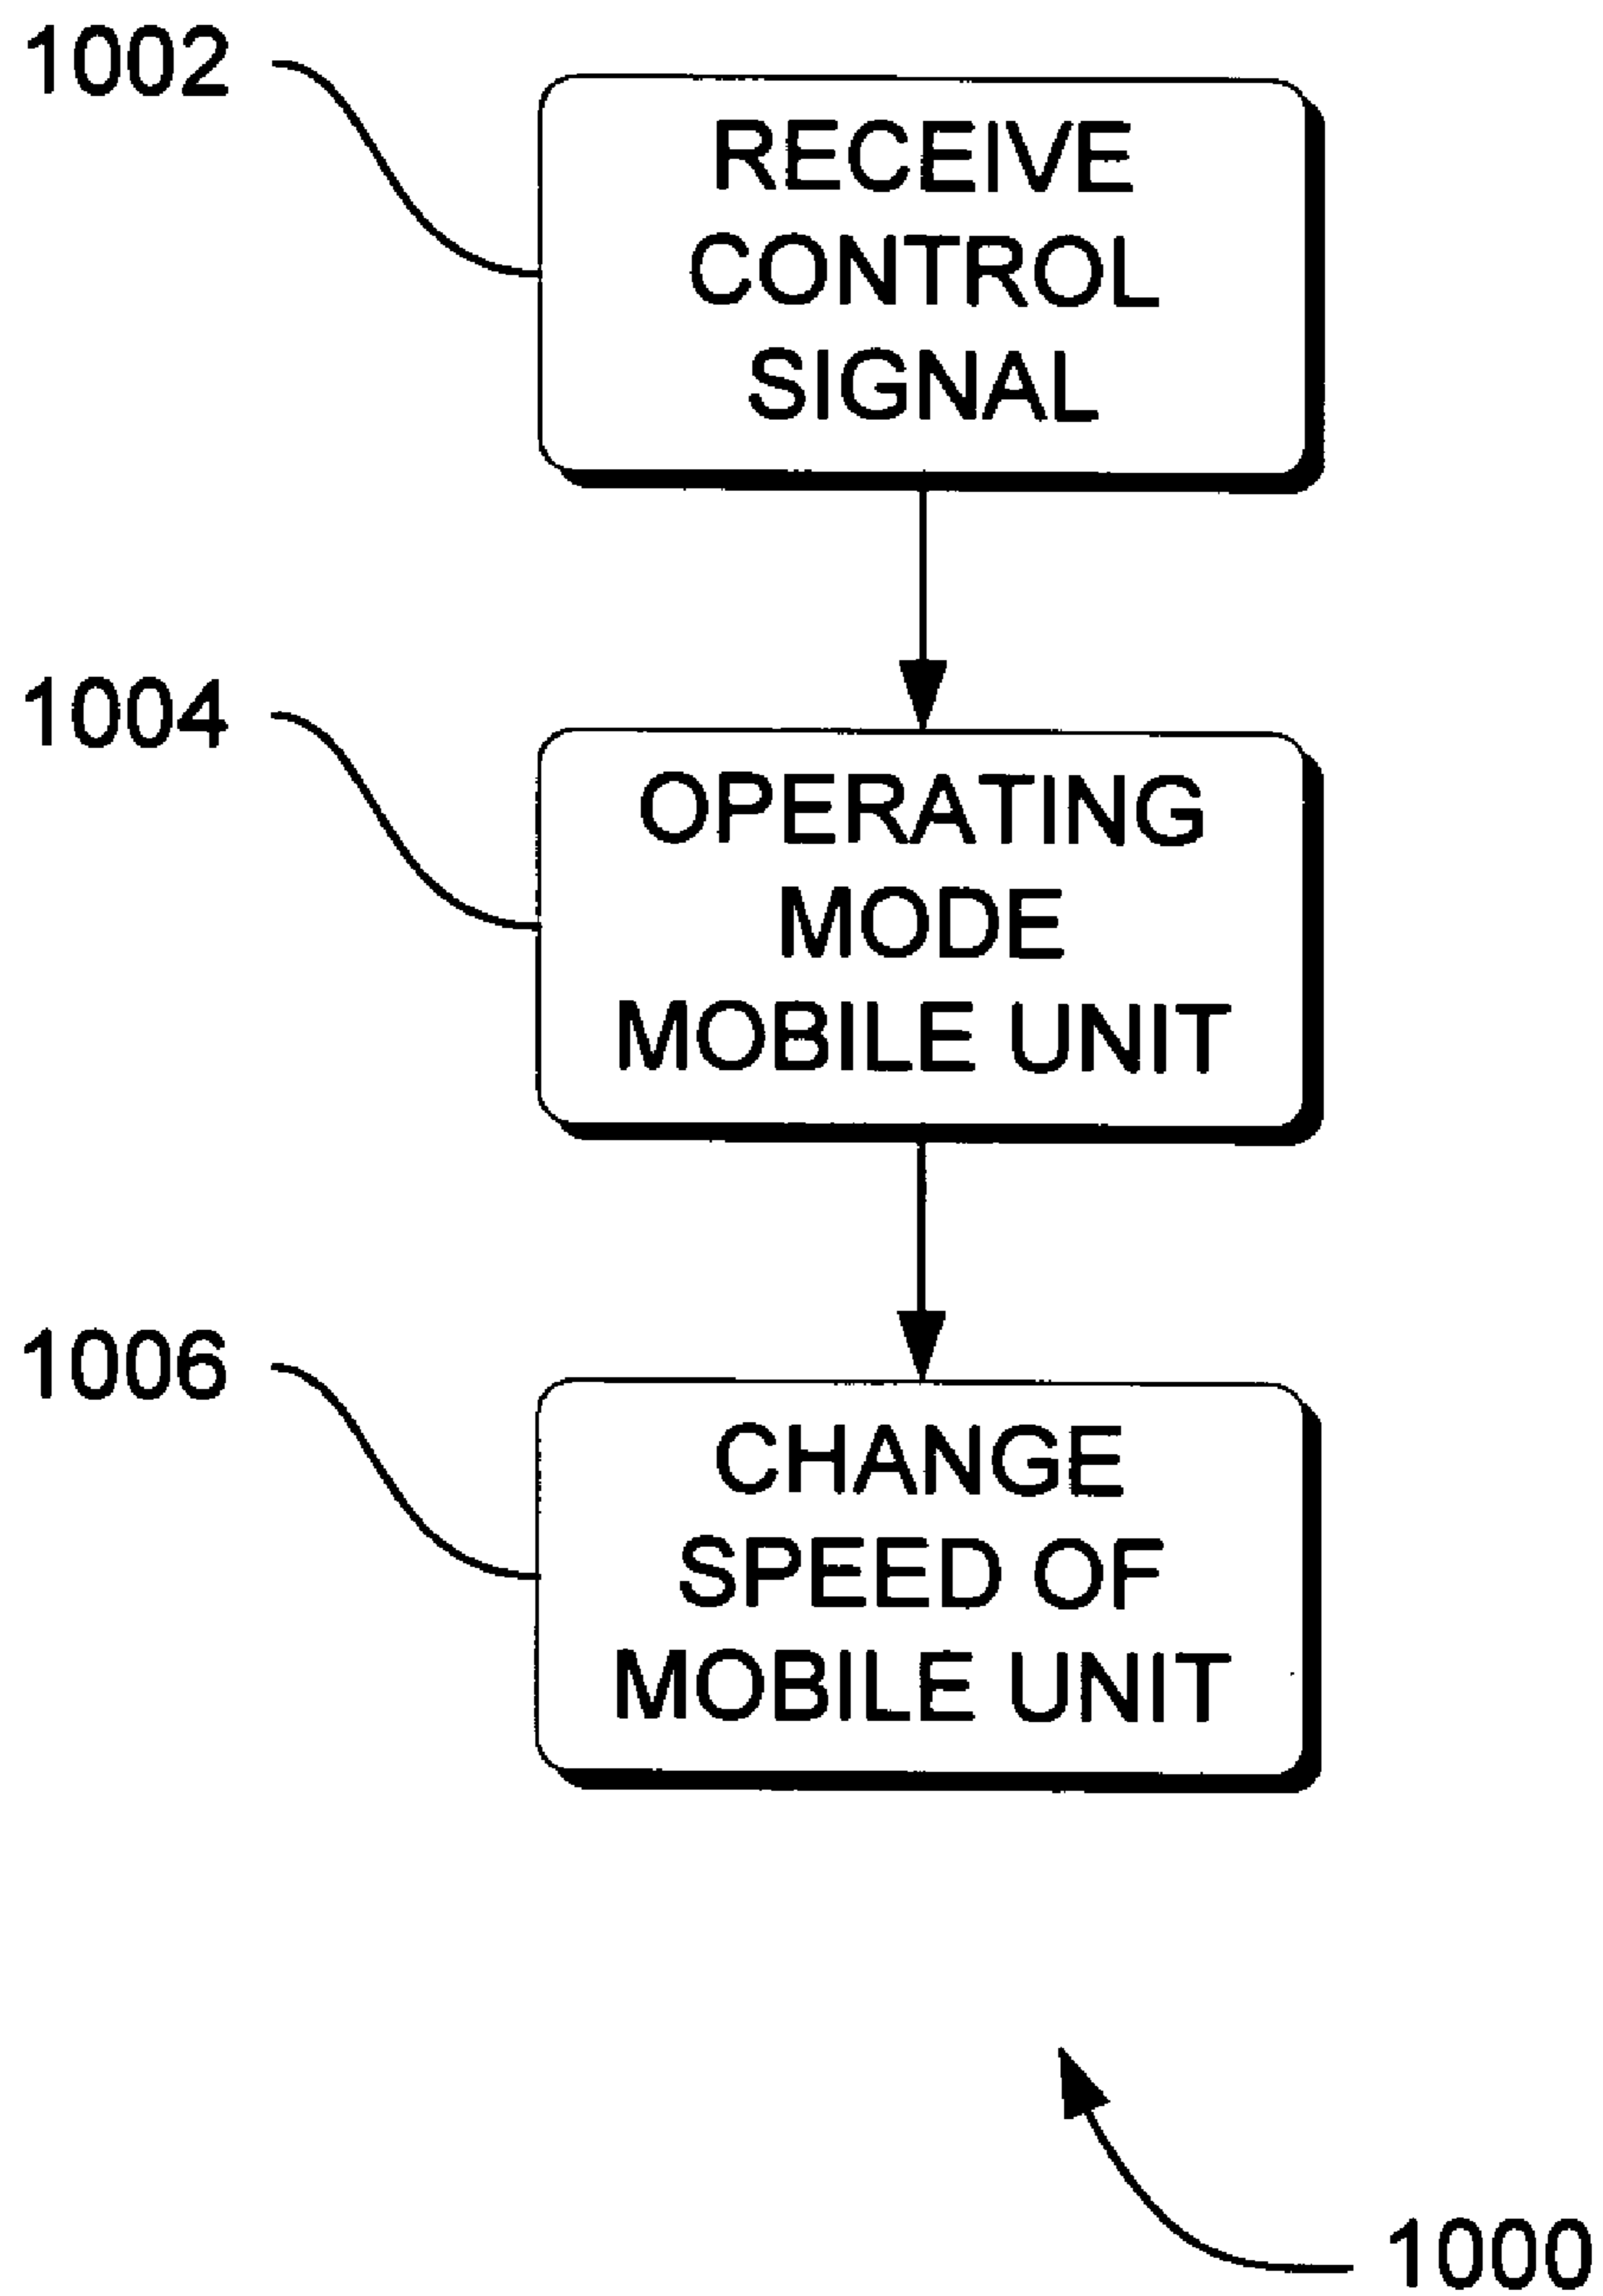 1002
RECEIVE
CONTROL
SIGNAL
1004
OPERATING
MODE
MOBILE UNIT
1006
CHANGE
SPEED OF
MOBILE UNIT
1000